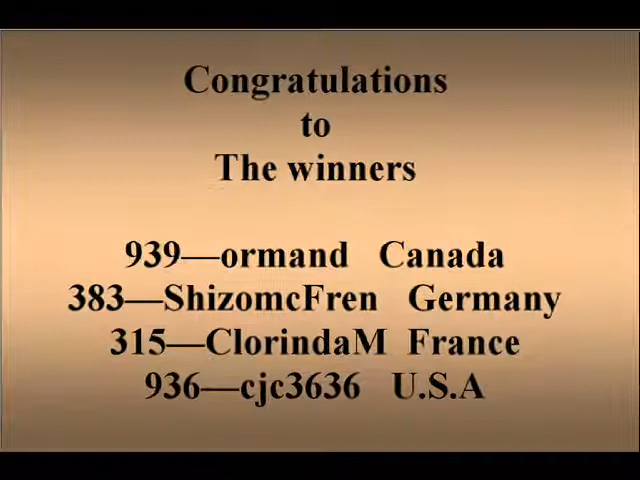 Congratulations
to
The winners
939—ormand Canada
383—ShizomcFren Germany
315—ClorindaM France
936—cjc3636 U.S.A